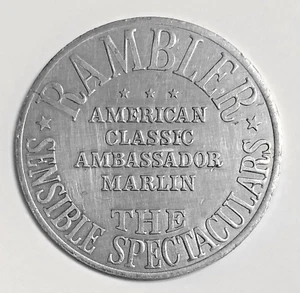 RAMBLER
AMERICAN
CLASSIC
AMBASSADOR
MARLIN
THE
SENSIBLE SPECTACULARS